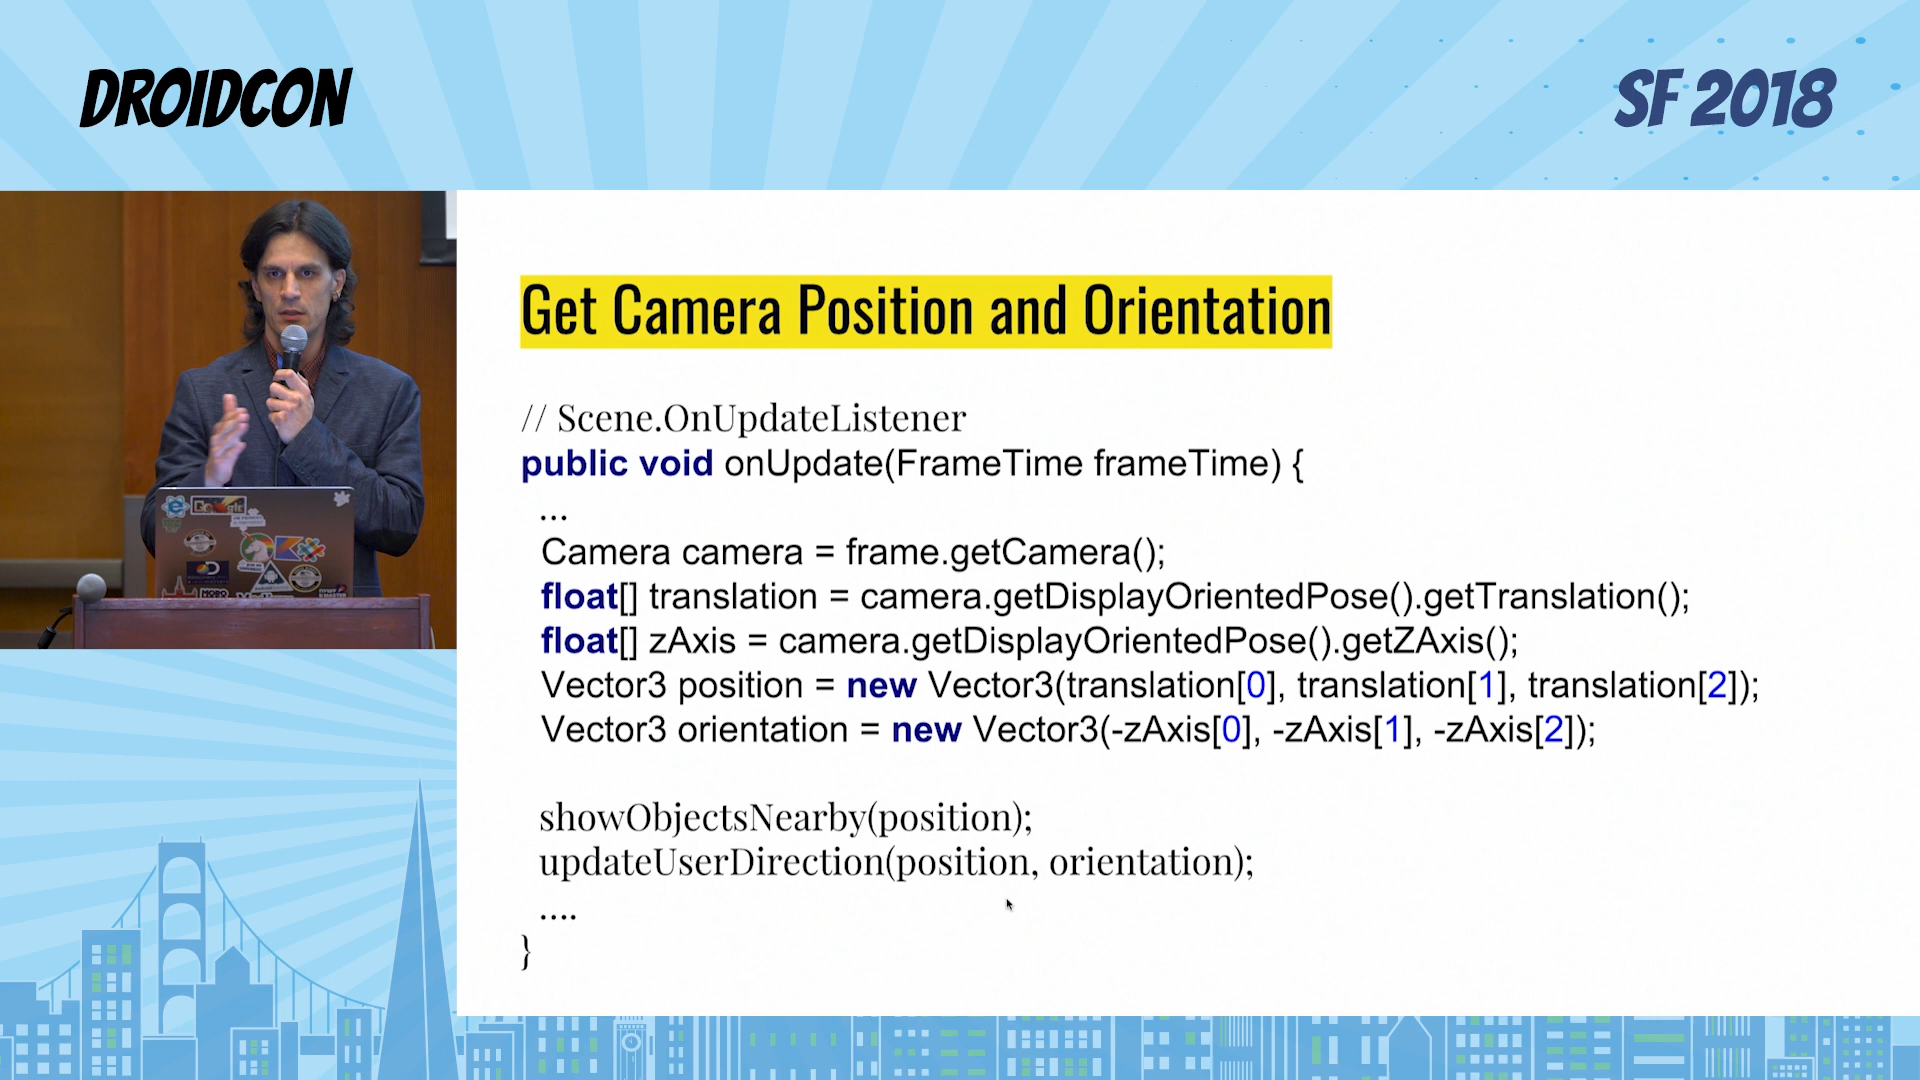 DROIDCON
SF 2018
Get Camera Position and Orientation
// Scene.OnUpdateListener
public void onUpdate(FrameTime frameTime) {
...
Camera camera = frame.getCamera();
float[] translation = camera.getDisplayOrientedPose().getTranslation();
float[] zAxis = camera.getDisplayOrientedPose().getZAxis();
Vector3 position = new Vector3(translation[0], translation[1], translation[2]);
Vector3 orientation = new Vector3(-zAxis[0], -zAxis[1], -zAxis[2]);
showObjectsNearby(position);
updateUserDirection(position, orientation);
....
}
Google